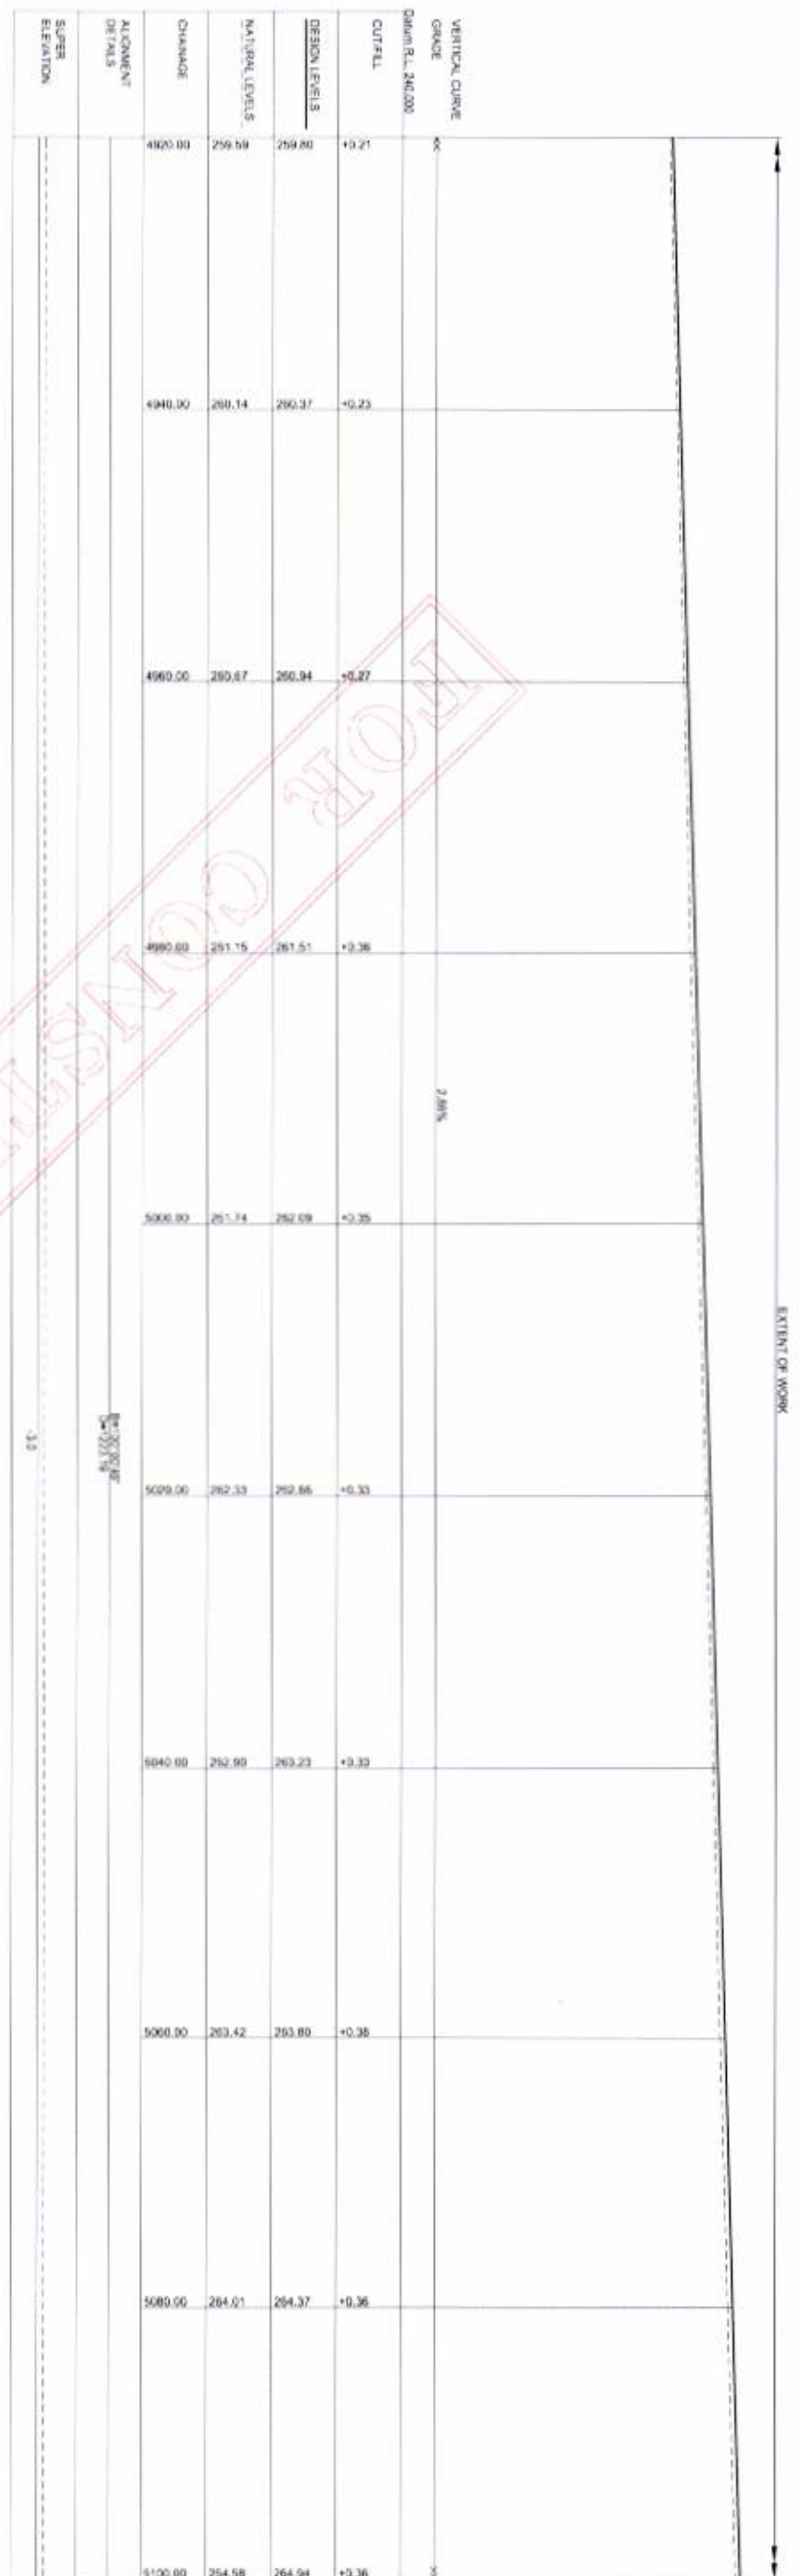 EXTENT OF WORK
VERTICAL CURVE
GRADE
2.86%
Datum R.L. 240.000
CUT/FILL
+0.21 +0.23 +0.27 +0.36 +0.35 +0.33 +0.33 +0.38 +0.36 +0.36
DESIGN LEVELS
259.80 260.37 260.94 261.51 262.09 262.66 263.23 263.80 264.37 264.94
NATURAL LEVELS
259.59 260.14 260.67 261.15 261.74 262.33 262.90 263.42 264.01 264.58
CHAINAGE
4920.00 4940.00 4960.00 4980.00 5000.00 5020.00 5040.00 5060.00 5080.00 5100.00
ALIGNMENT
DETAILS
SUPER
ELEVATION
-3.0
FOR CONST